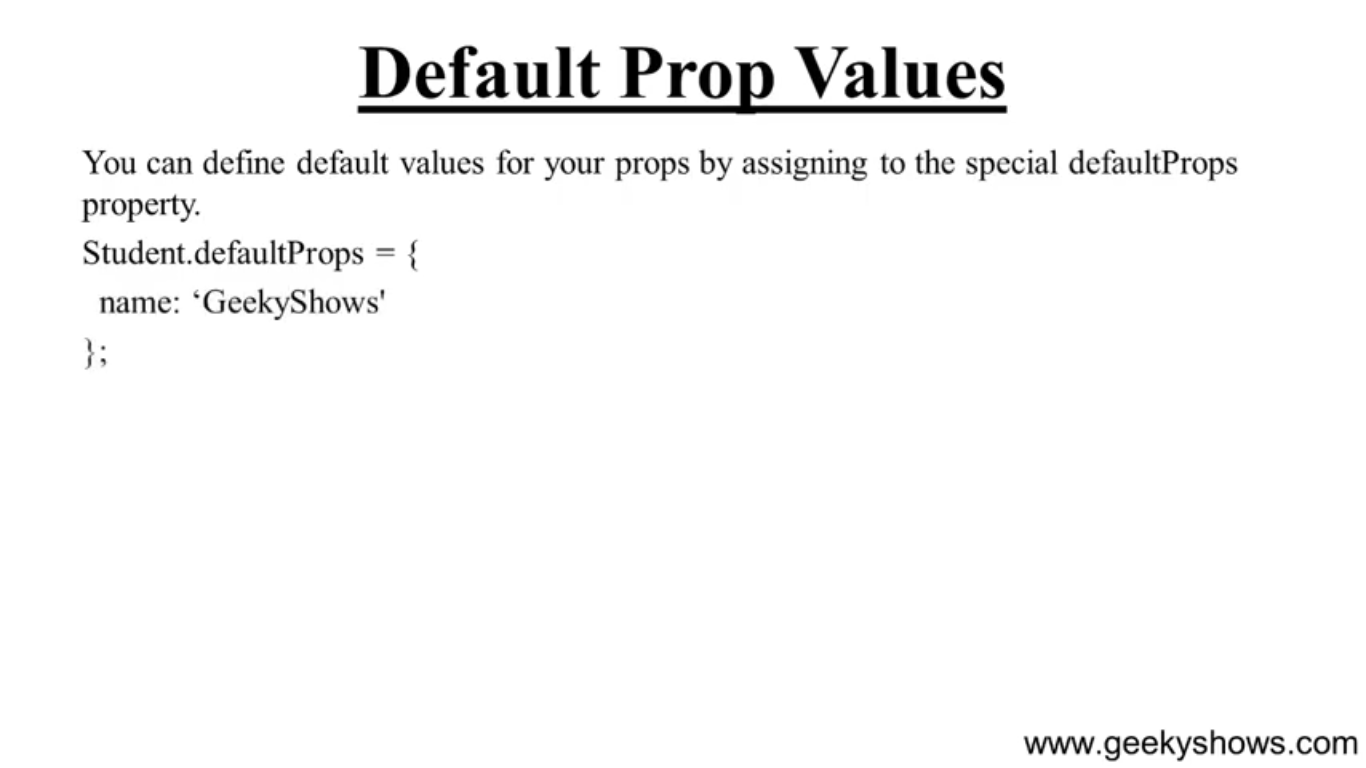 Default Prop Values
You can define default values for your props by assigning to the special defaultProps
property.
Student.defaultProps = {
name: ‘GeekyShows'
};
www.geekyshows.com